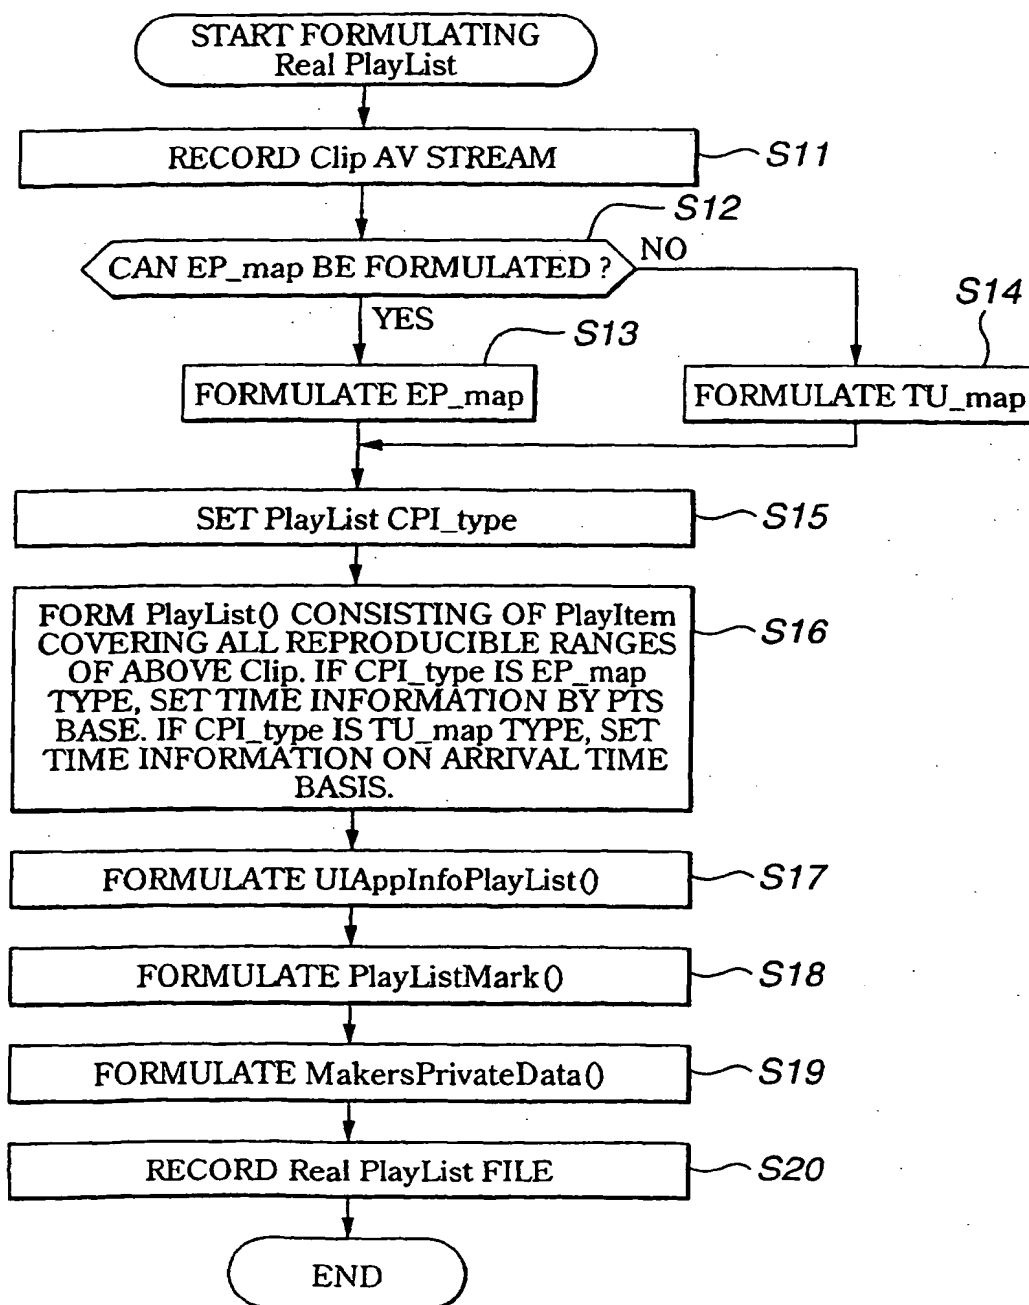 START FORMULATING
Real PlayList
RECORD Clip AV STREAM
S11
S12
CAN EP_map BE FORMULATED ?
NO
YES
S13
S14
FORMULATE EP_map
FORMULATE TU_map
SET PlayList CPI_type
S15
FORM PlayList() CONSISTING OF PlayItem
COVERING ALL REPRODUCIBLE RANGES
OF ABOVE Clip. IF CPI_type IS EP_map
TYPE, SET TIME INFORMATION BY PTS
BASE. IF CPI_type IS TU_map TYPE, SET
TIME INFORMATION ON ARRIVAL TIME
BASIS.
S16
FORMULATE UIAppInfoPlayList()
S17
FORMULATE PlayListMark()
S18
FORMULATE MakersPrivateData()
S19
RECORD Real PlayList FILE
S20
END